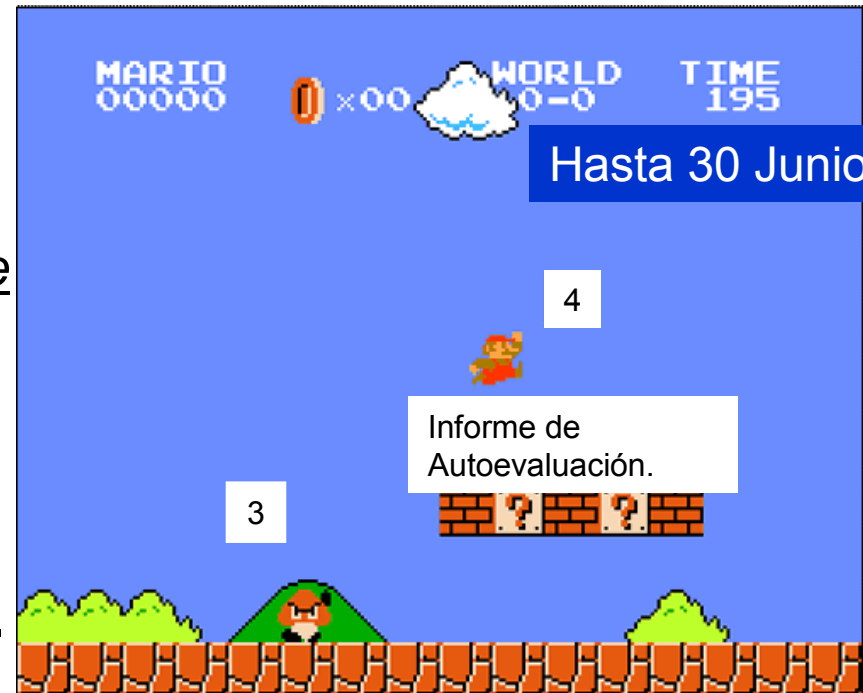 MARIO WORLD TIME
00000 ×00 0-0 195
Hasta 30 Junio
e
4
Informe de
Autoevaluación.
3
? ?
.